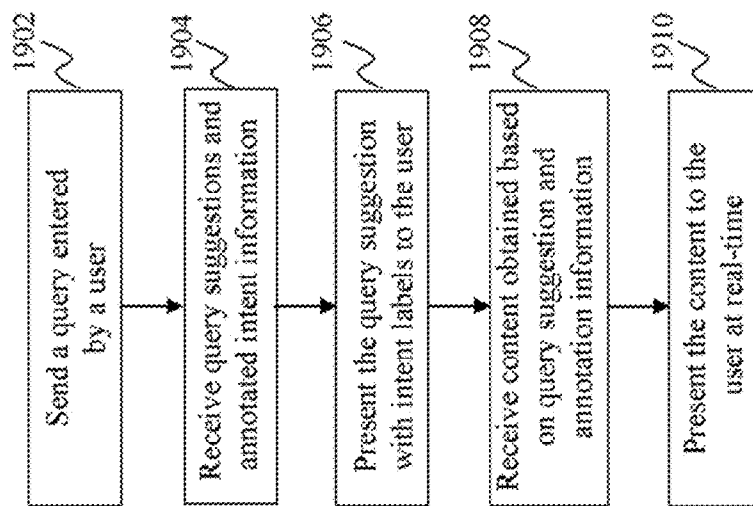 1902
Send a query entered
by a user
1904
Receive query suggestions and
annotated intent information
1906
Present the query suggestion
with intent labels to the user
1908
Receive content obtained based
on query suggestion and
annotation information
1910
Present the content to the
user at real-time